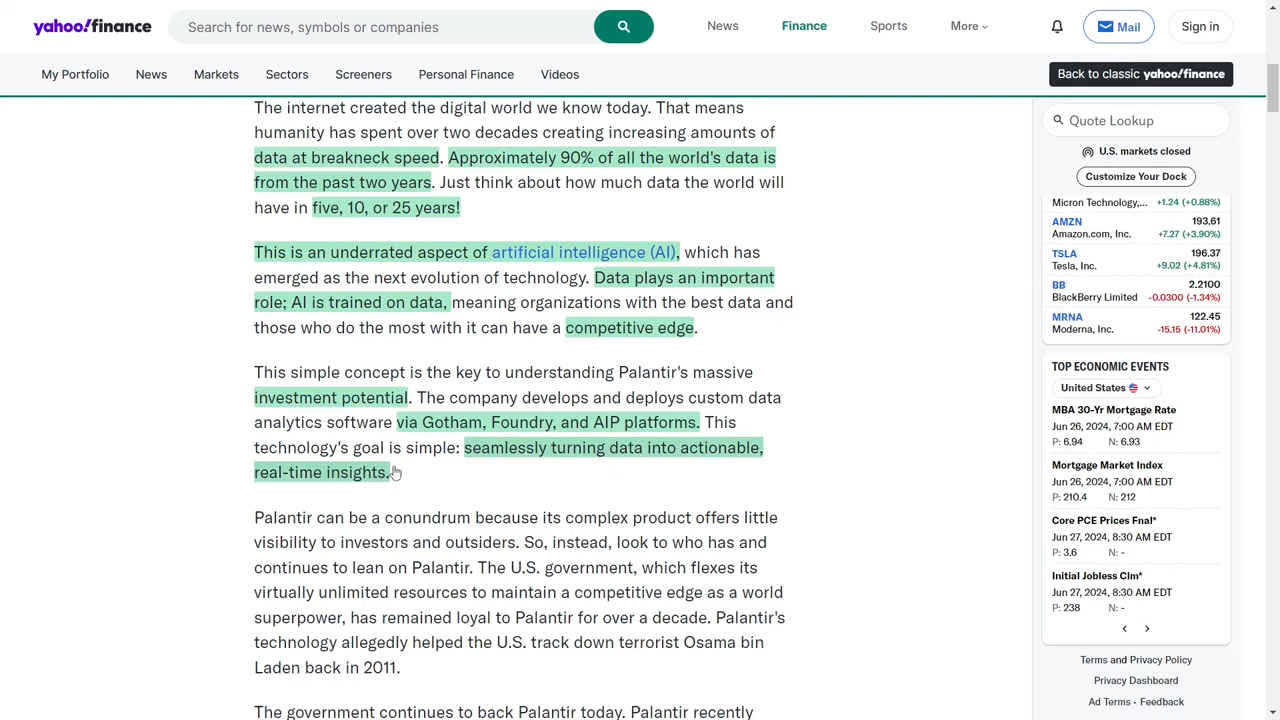 yahoo!finance
Search for news, symbols or companies
News
Finance
Sports
More
Mail
Sign in
My Portfolio
News
Markets
Sectors
Screeners
Personal Finance
Videos
Back to classic yahoo!finance
The internet created the digital world we know today. That means
humanity has spent over two decades creating increasing amounts of
data at breakneck speed. Approximately 90% of all the world's data is
from the past two years. Just think about how much data the world will
have in five, 10, or 25 years!
This is an underrated aspect of artificial intelligence (AI), which has
emerged as the next evolution of technology. Data plays an important
role; AI is trained on data, meaning organizations with the best data and
those who do the most with it can have a competitive edge.
This simple concept is the key to understanding Palantir's massive
investment potential. The company develops and deploys custom data
analytics software via Gotham, Foundry, and AIP platforms. This
technology's goal is simple: seamlessly turning data into actionable,
real-time insights.
Palantir can be a conundrum because its complex product offers little
visibility to investors and outsiders. So, instead, look to who has and
continues to lean on Palantir. The U.S. government, which flexes its
virtually unlimited resources to maintain a competitive edge as a world
superpower, has remained loyal to Palantir for over a decade. Palantir's
technology allegedly helped the U.S. track down terrorist Osama bin
Laden back in 2011.
The government continues to back Palantir today. Palantir recently
Quote Lookup
U.S. markets closed
Customize Your Dock
Micron Technology,... +1.24 (+0.88%)
AMZN 193.61
Amazon.com, Inc. +7.27 (+3.90%)
TSLA 196.37
Tesla, Inc. +9.02 (+4.81%)
BB 2.2100
BlackBerry Limited -0.0300 (-1.34%)
MRNA 122.45
Moderna, Inc. -15.15 (-11.01%)
TOP ECONOMIC EVENTS
United States
MBA 30-Yr Mortgage Rate
Jun 26, 2024, 7:00 AM EDT
P: 6.94 N: 6.93
Mortgage Market Index
Jun 26, 2024, 7:00 AM EDT
P: 210.4 N: 212
Core PCE Prices Fnal*
Jun 27, 2024, 8:30 AM EDT
P: 3.6 N: -
Initial Jobless Clm*
Jun 27, 2024, 8:30 AM EDT
P: 238 N: -
Terms and Privacy Policy
Privacy Dashboard
Ad Terms • Feedback